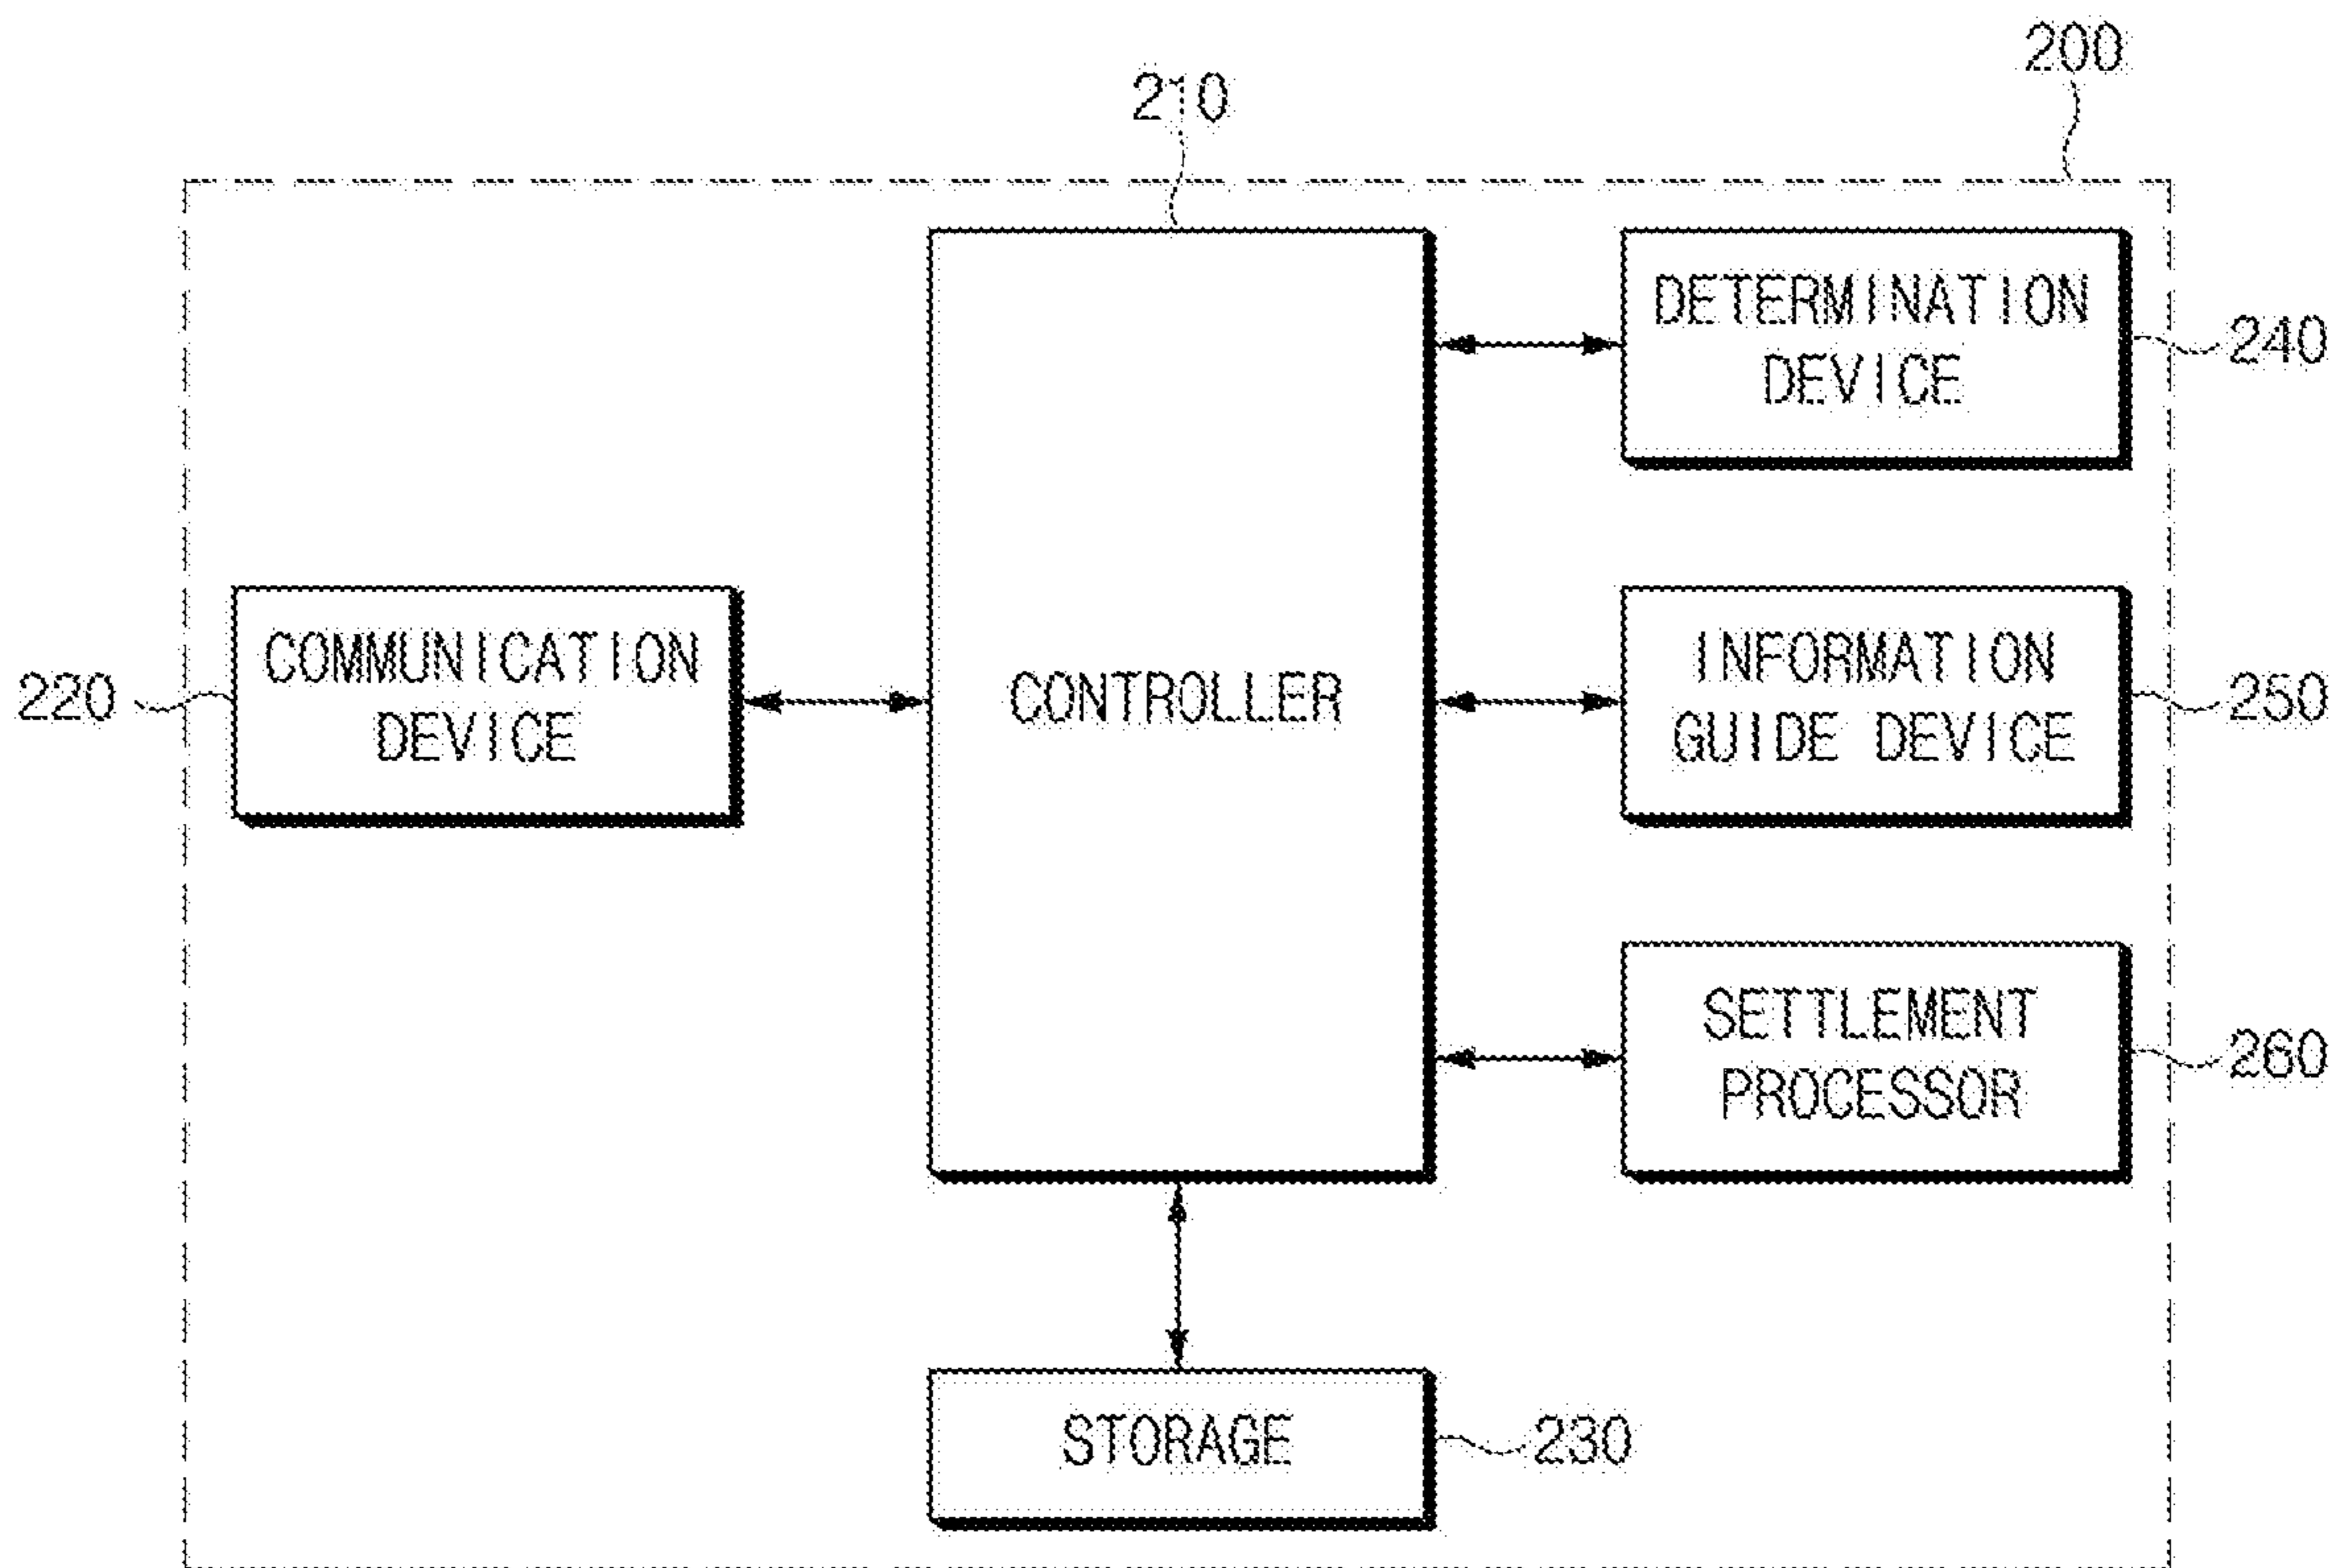 200
210
DETERMINATION
DEVICE
240
COMMUNICATION
DEVICE
220
CONTROLLER
INFORMATION
GUIDE DEVICE
250
SETTLEMENT
PROCESSOR
260
STORAGE
230